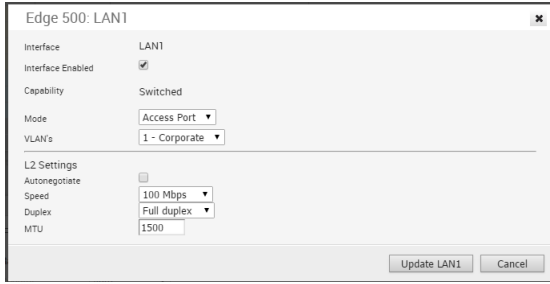 Edge 500: LAN1
Interface LAN1
Interface Enabled
Capability Switched
Mode Access Port
VLAN's 1 - Corporate
L2 Settings
Autonegotiate
Speed 100 Mbps
Duplex Full duplex
MTU 1500
Update LAN1 Cancel